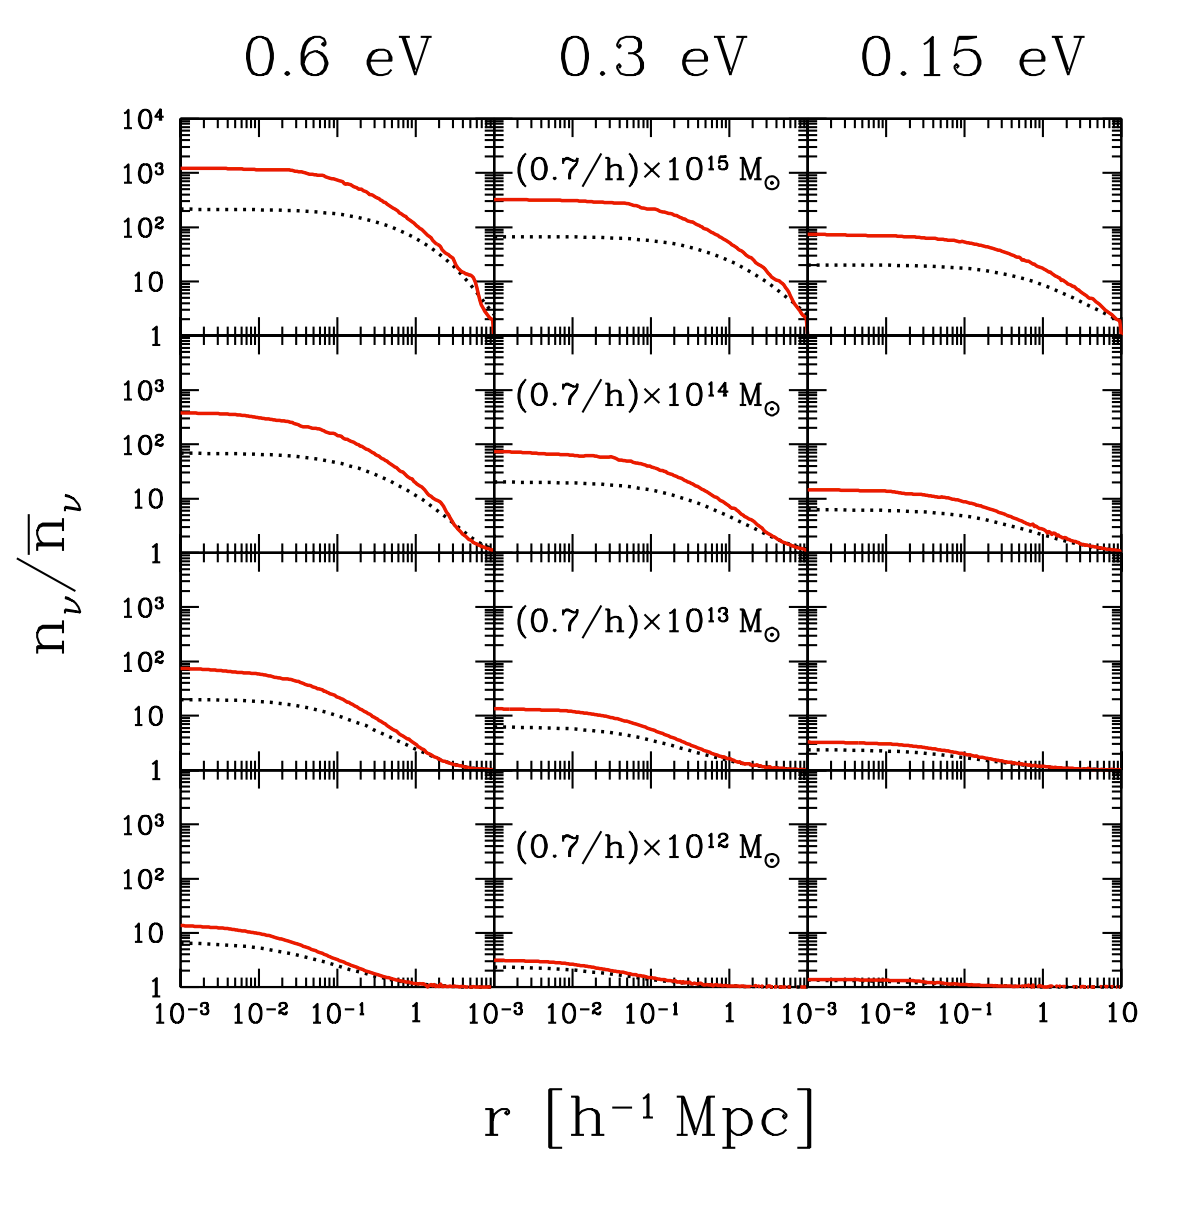 0.6 eV 0.3 eV 0.15 eV
10⁴
10³ (0.7/h)×10¹⁵ M☉
10²
10
1
10³ (0.7/h)×10¹⁴ M☉
10²
10
1
10³ (0.7/h)×10¹³ M☉
10²
10
1
10³ (0.7/h)×10¹² M☉
10²
10
1
10⁻³ 10⁻² 10⁻¹ 1 10⁻³ 10⁻² 10⁻¹ 1 10⁻³ 10⁻² 10⁻¹ 1 10
n_ν/n̅_ν
r [h⁻¹ Mpc]